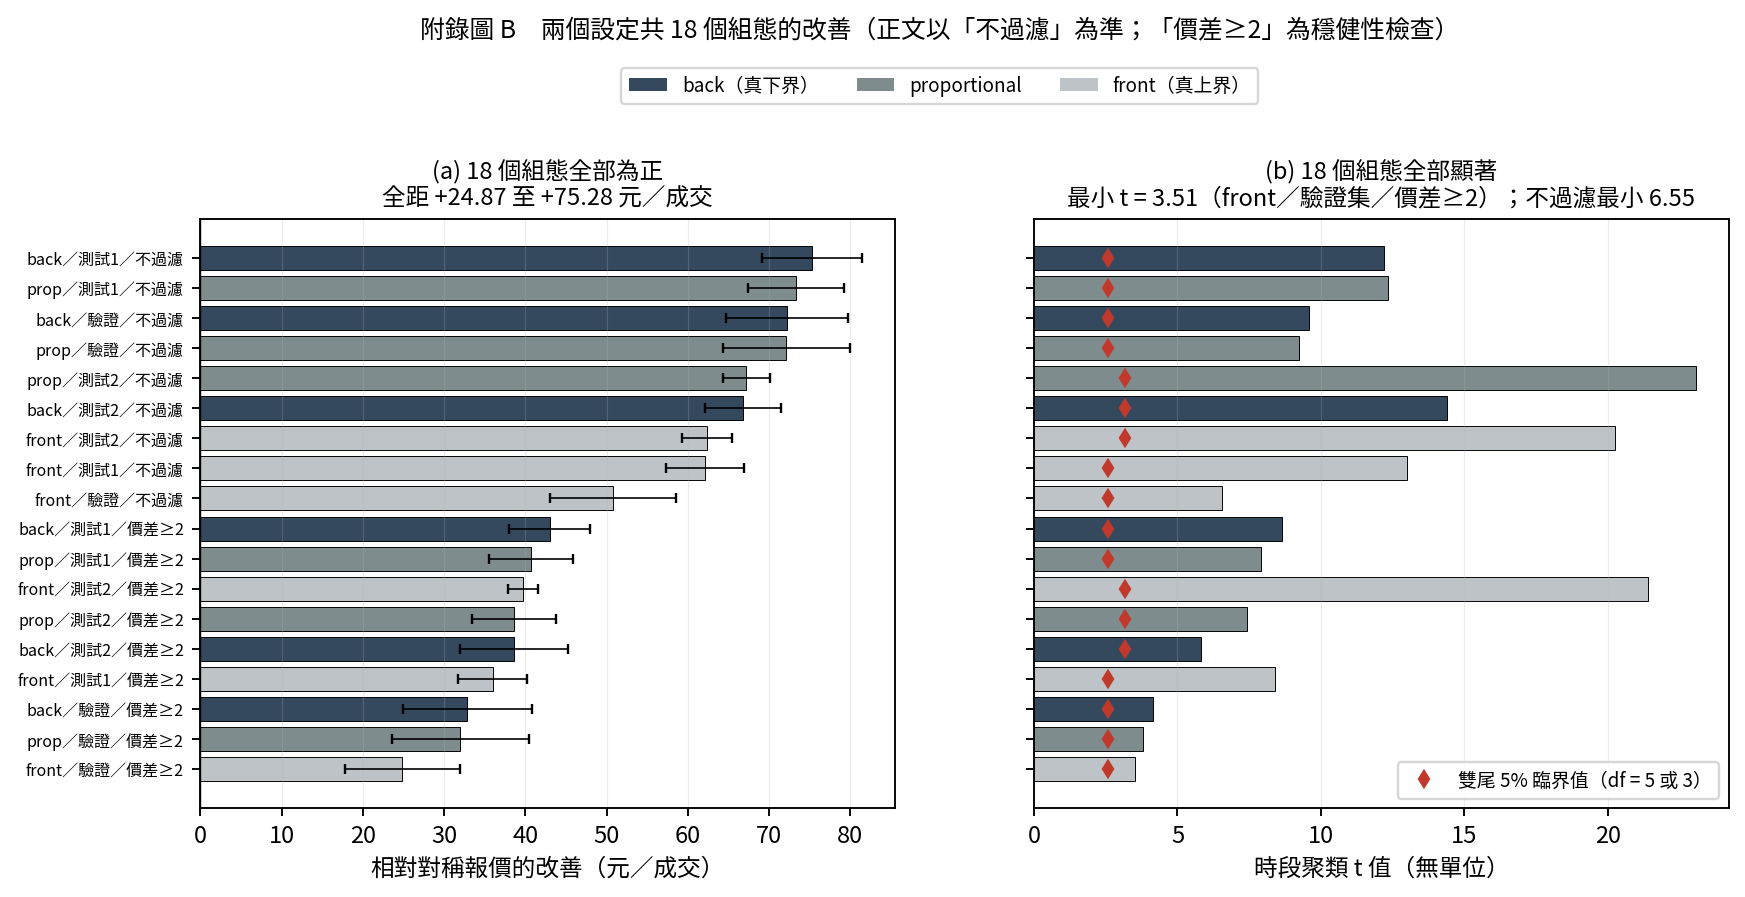 附錄圖 B　兩個設定共 18 個組態的改善（正文以「不過濾」為準；「價差≥2」為穩健性檢查）
back（真下界）
proportional
front（真上界）
(a) 18 個組態全部為正
全距 +24.87 至 +75.28 元／成交
back／測試1／不過濾
prop／測試1／不過濾
back／驗證／不過濾
prop／驗證／不過濾
prop／測試2／不過濾
back／測試2／不過濾
front／測試2／不過濾
front／測試1／不過濾
front／驗證／不過濾
back／測試1／價差≥2
prop／測試1／價差≥2
front／測試2／價差≥2
prop／測試2／價差≥2
back／測試2／價差≥2
front／測試1／價差≥2
back／驗證／價差≥2
prop／驗證／價差≥2
front／驗證／價差≥2
0 10 20 30 40 50 60 70 80
相對對稱報價的改善（元／成交）
(b) 18 個組態全部顯著
最小 t = 3.51（front／驗證集／價差≥2）；不過濾最小 6.55
雙尾 5% 臨界值（df = 5 或 3）
0 5 10 15 20
時段聚類 t 值（無單位）